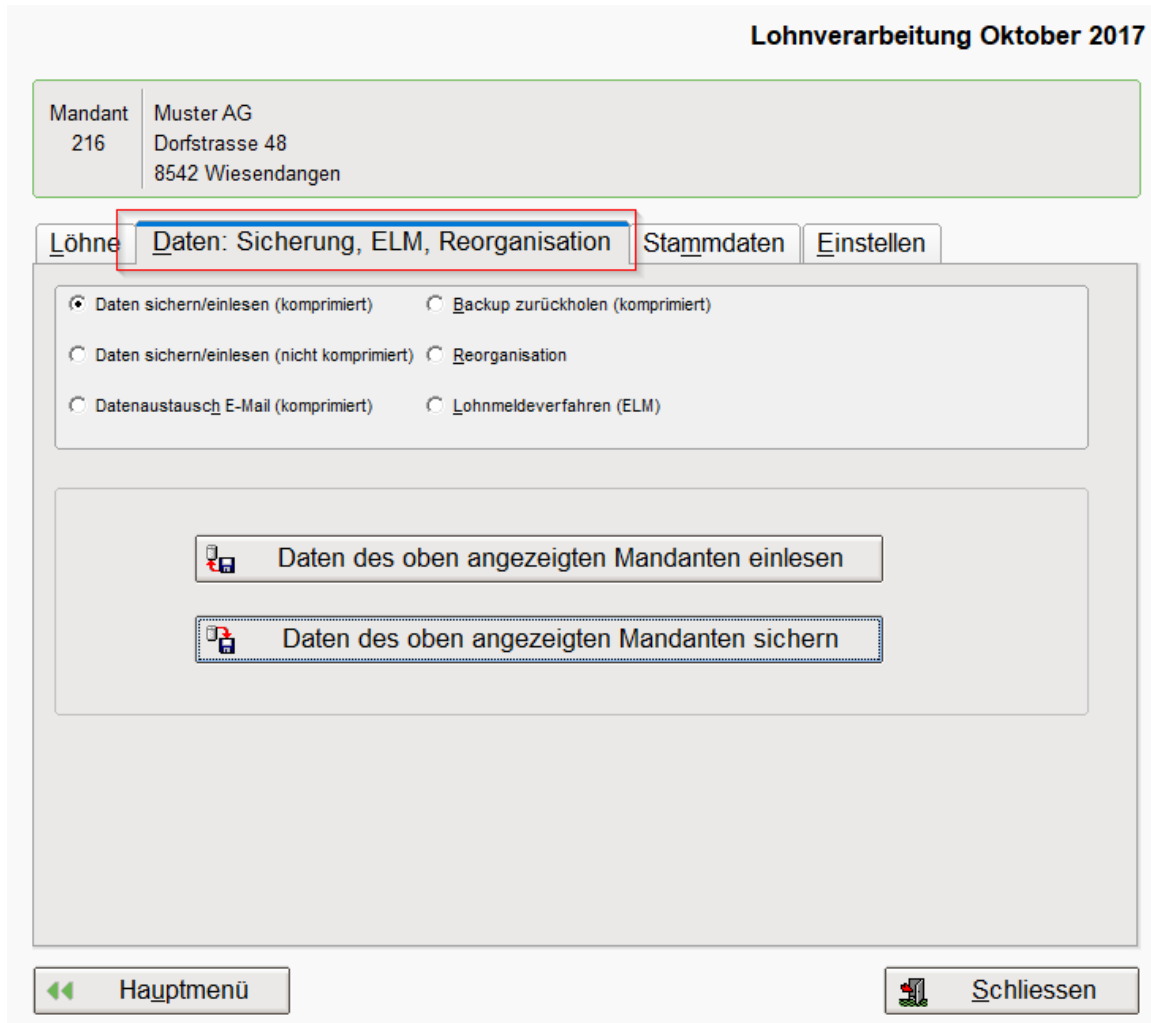 Lohnverarbeitung Oktober 2017
Mandant Muster AG
216 Dorfstrasse 48
8542 Wiesendangen
Löhne Daten: Sicherung, ELM, Reorganisation Stammdaten Einstellen
Daten sichern/einlesen (komprimiert) Backup zurückholen (komprimiert)
Daten sichern/einlesen (nicht komprimiert) Reorganisation
Datenaustausch E-Mail (komprimiert) Lohnmeldeverfahren (ELM)
Daten des oben angezeigten Mandanten einlesen
Daten des oben angezeigten Mandanten sichern
Hauptmenü Schliessen